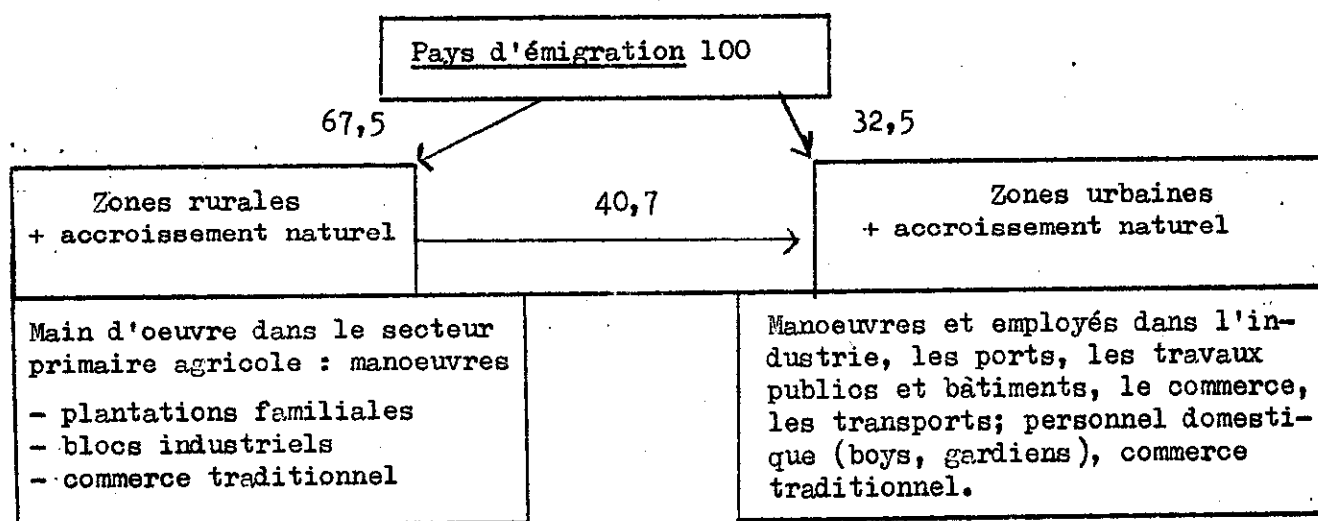 Pays d'émigration 100
67,5
32,5
Zones rurales
+ accroissement naturel
40,7
Zones urbaines
+ accroissement naturel
Main d'oeuvre dans le secteur
primaire agricole : manoeuvres
- plantations familiales
- blocs industriels
- commerce traditionnel
Manoeuvres et employés dans l'in-
dustrie, les ports, les travaux
publics et bâtiments, le commerce,
les transports; personnel domesti-
que (boys, gardiens), commerce
traditionnel.